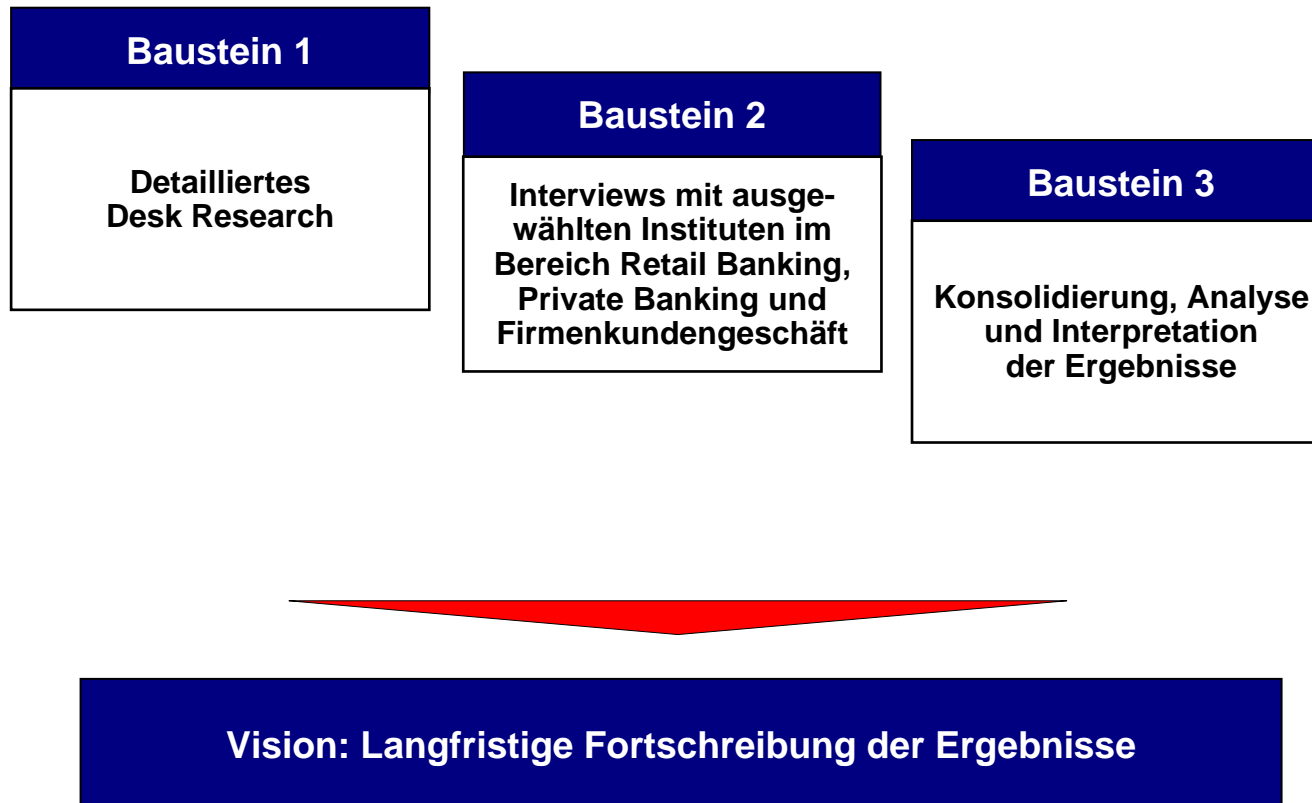 Baustein 1
Detailliertes
Desk Research
Baustein 2
Interviews mit ausge-
wählten Instituten im
Bereich Retail Banking,
Private Banking und
Firmenkundengeschäft
Baustein 3
Konsolidierung, Analyse
und Interpretation
der Ergebnisse
Vision: Langfristige Fortschreibung der Ergebnisse